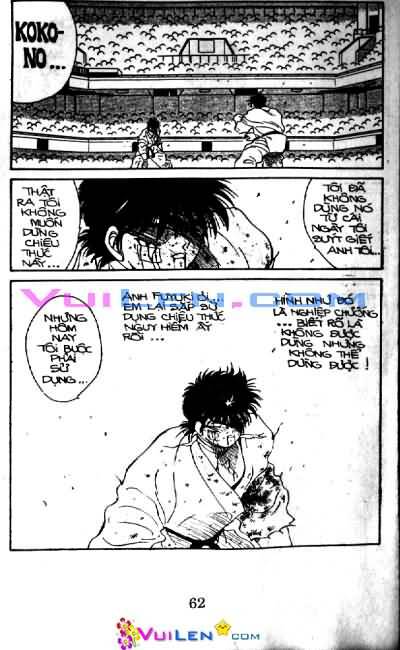 KOKO-
NO...
TÔI ĐÃ
KHÔNG
DÙNG NÓ
TỪ CÁI
NGÀY TÔI
SUÝT GIẾT
ANH TÔI...
THẬT
RA TÔI
KHÔNG
MUỐN
DÙNG
CHIÊU
THỨC
NÀY...
HÌNH NHƯ ĐÓ
LÀ NGHIỆP CHƯỚNG
...BIẾT RÕ LÀ
KHÔNG ĐƯỢC
DÙNG NHƯNG
KHÔNG THỂ
DỪNG ĐƯỢC!
ANH FUYUKI ƠI...
EM LẠI SẮP SỬ
DỤNG CHIÊU THỨC
NGUY HIỂM ẤY
RỒI...
NHƯNG
HÔM
NAY
TÔI BUỘC
PHẢI
SỬ
DỤNG...
VUILEN.COM
62
VUILEN.COM